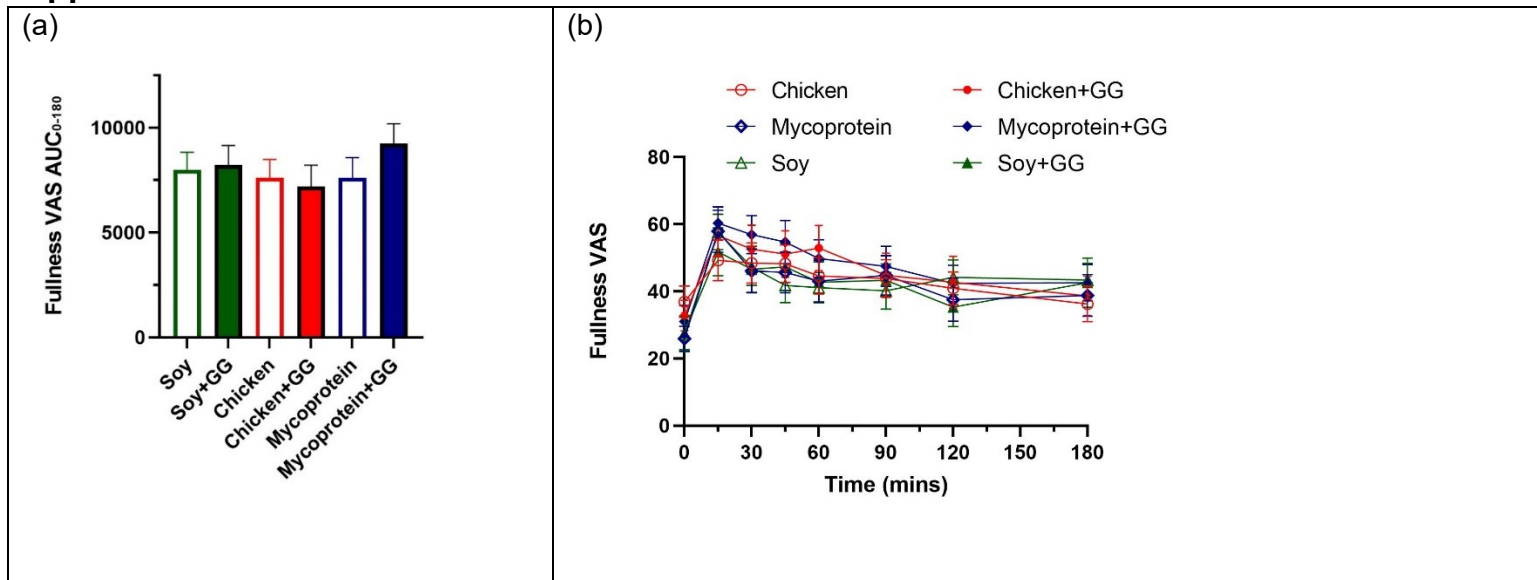 (a)
Fullness VAS AUC0-180
10000
5000
0
Soy
Soy+GG
Chicken
Chicken+GG
Mycoprotein
Mycoprotein+GG
(b)
Chicken
Chicken+GG
Mycoprotein
Mycoprotein+GG
Soy
Soy+GG
Fullness VAS
80
60
40
20
0
0 30 60 90 120 150 180
Time (mins)